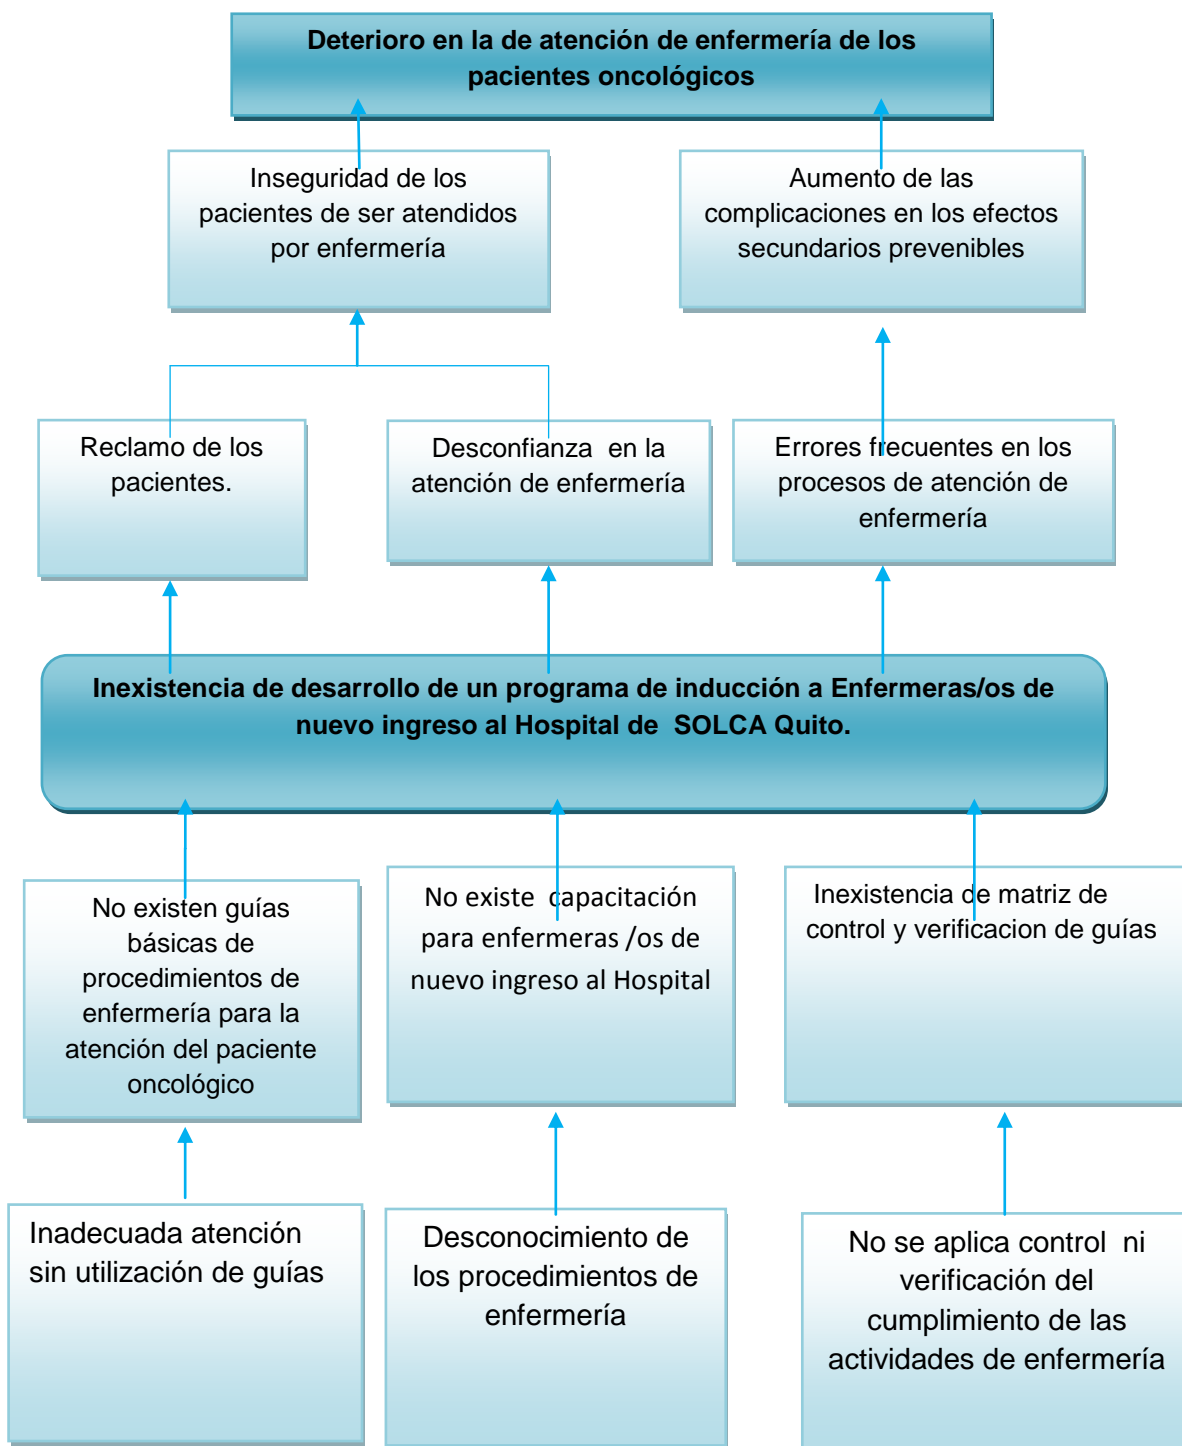 Deterioro en la de atención de enfermería de los
pacientes oncológicos
Inseguridad de los
pacientes de ser atendidos
por enfermería
Aumento de las
complicaciones en los efectos
secundarios prevenibles
Reclamo de los
pacientes.
Desconfianza en la
atención de enfermería
Errores frecuentes en los
procesos de atención de
enfermería
Inexistencia de desarrollo de un programa de inducción a Enfermeras/os de
nuevo ingreso al Hospital de SOLCA Quito.
No existen guías
básicas de
procedimientos de
enfermería para la
atención del paciente
oncológico
No existe capacitación
para enfermeras /os de
nuevo ingreso al Hospital
Inexistencia de matriz de
control y verificacion de guías
Inadecuada atención
sin utilización de guías
Desconocimiento de
los procedimientos de
enfermería
No se aplica control ni
verificación del
cumplimiento de las
actividades de enfermería